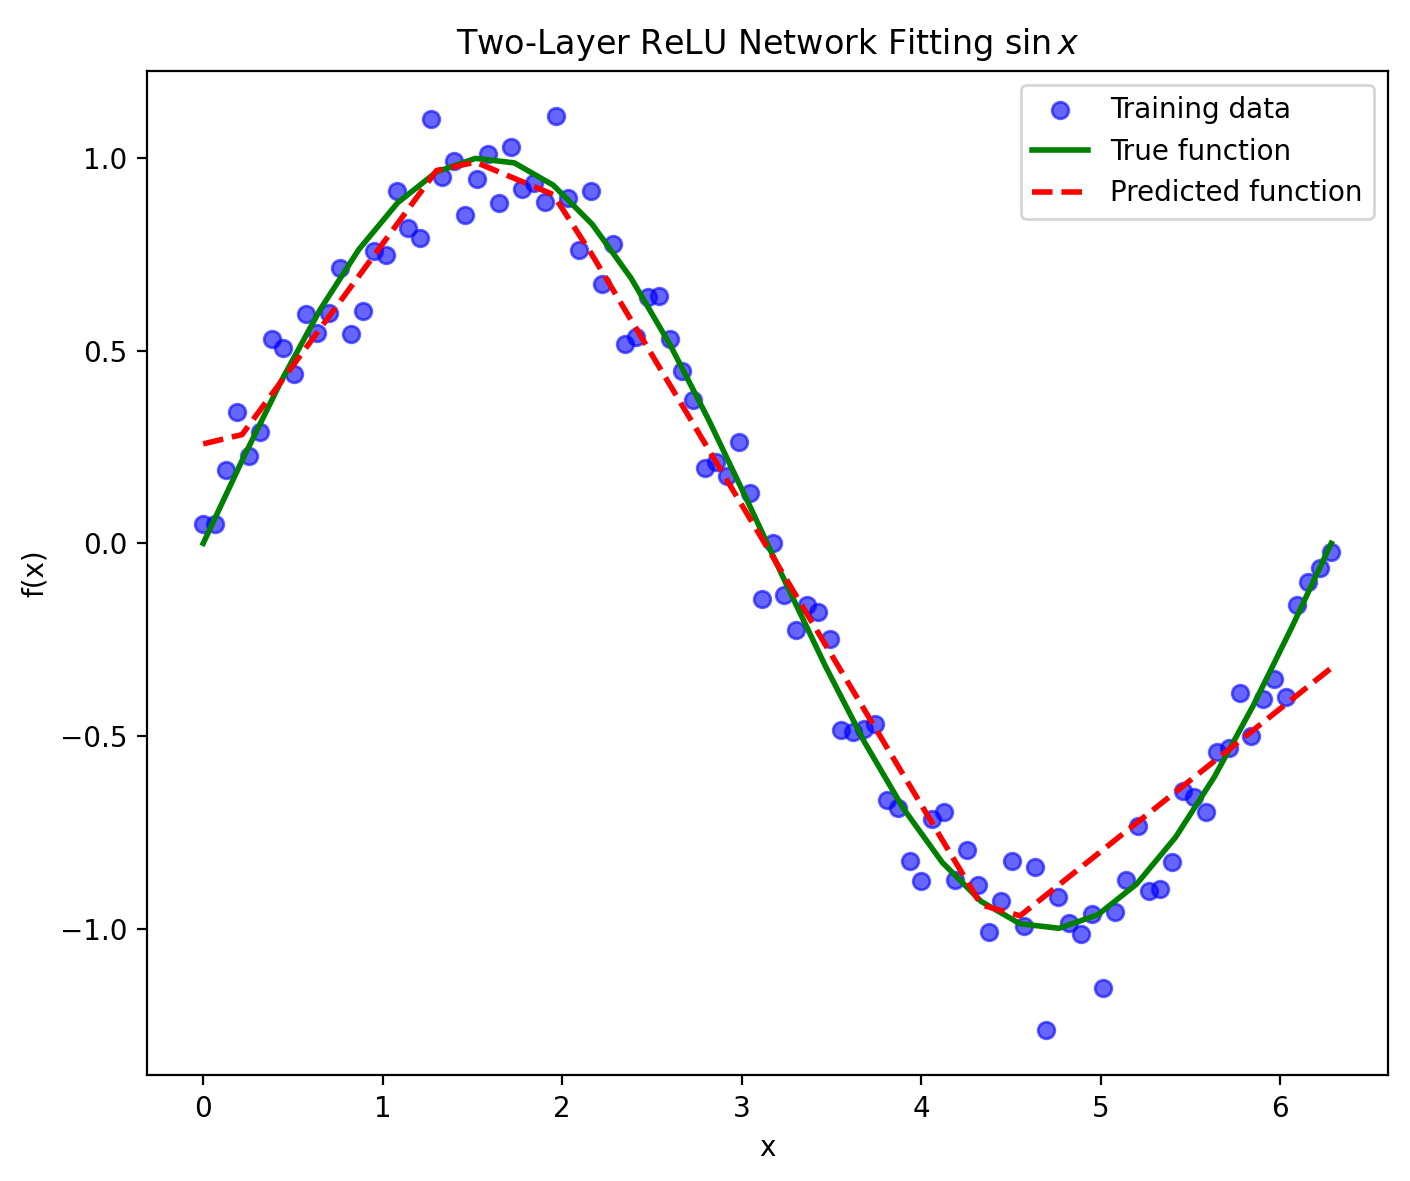 Two-Layer ReLU Network Fitting sin x
Training data
True function
Predicted function
f(x)
1.0
0.5
0.0
−0.5
−1.0
0 1 2 3 4 5 6
x